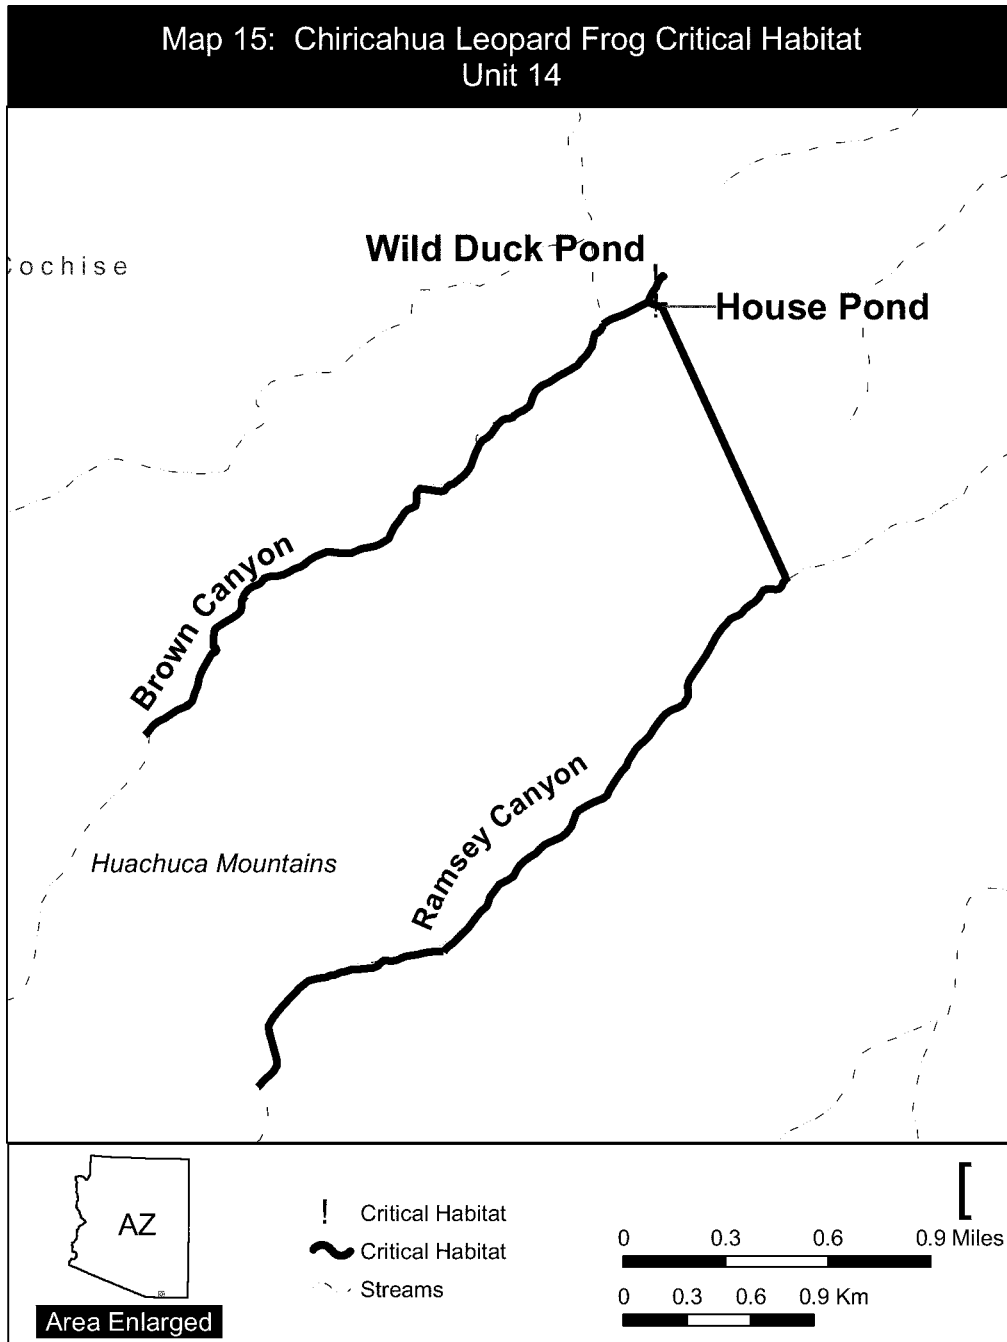 Map 15: Chiricahua Leopard Frog Critical Habitat
Unit 14
Wild Duck Pond
ochise
House Pond
Brown Canyon
Ramsey Canyon
Huachuca Mountains
AZ
Area Enlarged
! Critical Habitat
Critical Habitat
Streams
[
0 0.3 0.6 0.9 Miles
0 0.3 0.6 0.9 Km